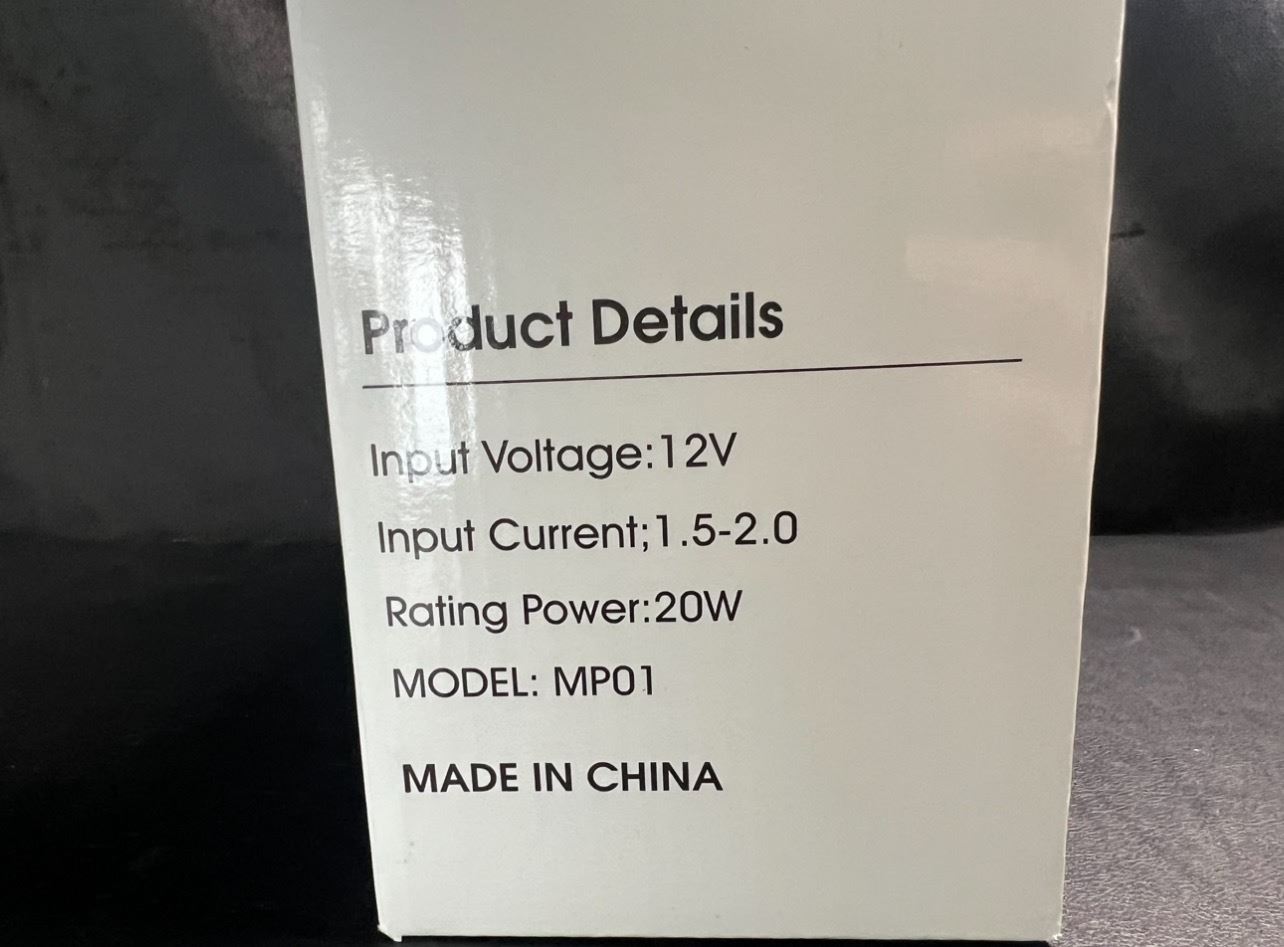 Product Details
Input Voltage:12V
Input Current;1.5-2.0
Rating Power:20W
MODEL: MP01
MADE IN CHINA